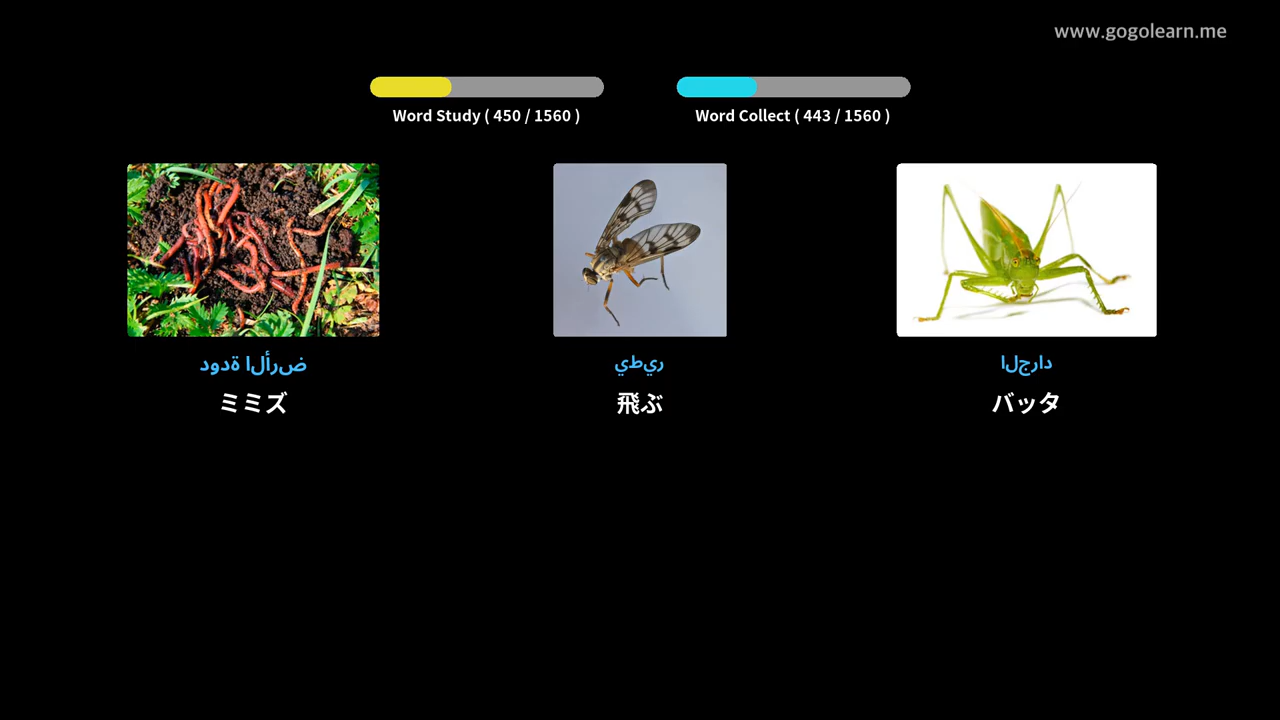 www.gogolearn.me
Word Study ( 450 / 1560 )
Word Collect ( 443 / 1560 )
ضرألا ةدود
ミミズ
ريطي
飛ぶ
دارجلا
バッタ